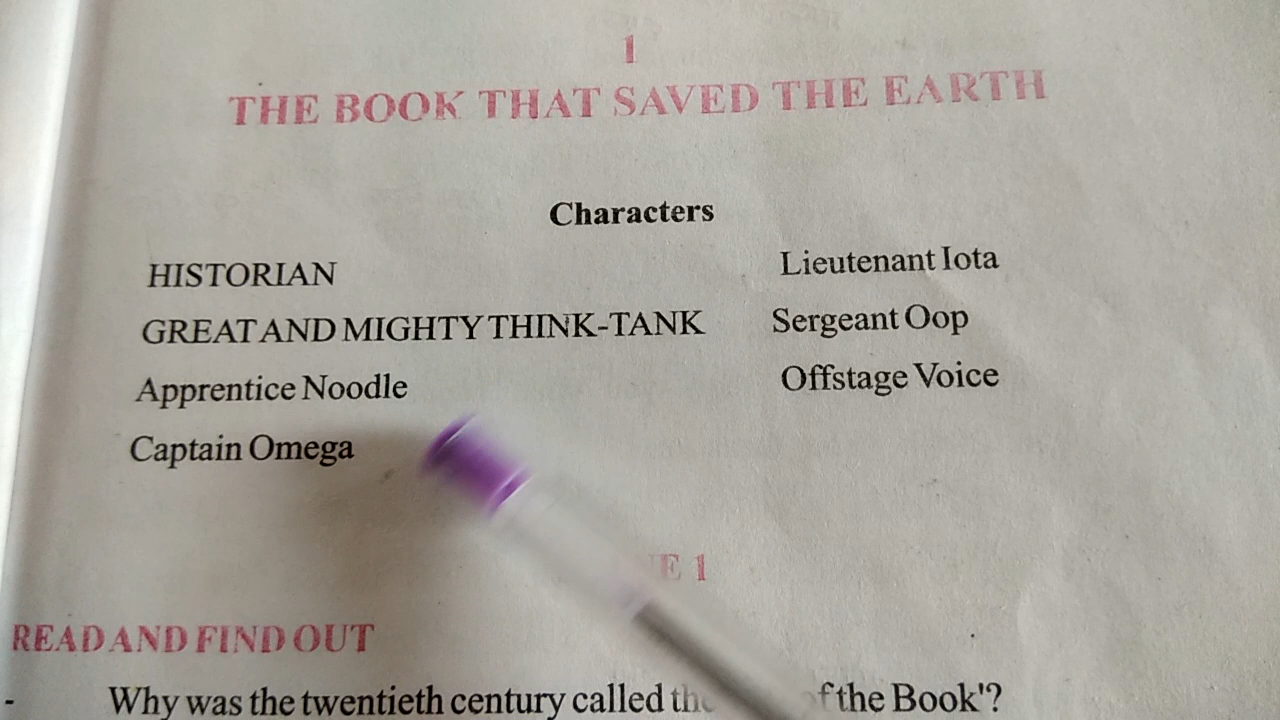 1
THE BOOK THAT SAVED THE EARTH
Characters
HISTORIAN
Lieutenant Iota
GREAT AND MIGHTY THINK-TANK
Sergeant Oop
Apprentice Noodle
Offstage Voice
Captain Omega
1
READ AND FIND OUT
- Why was the twentieth century called of the Book'?